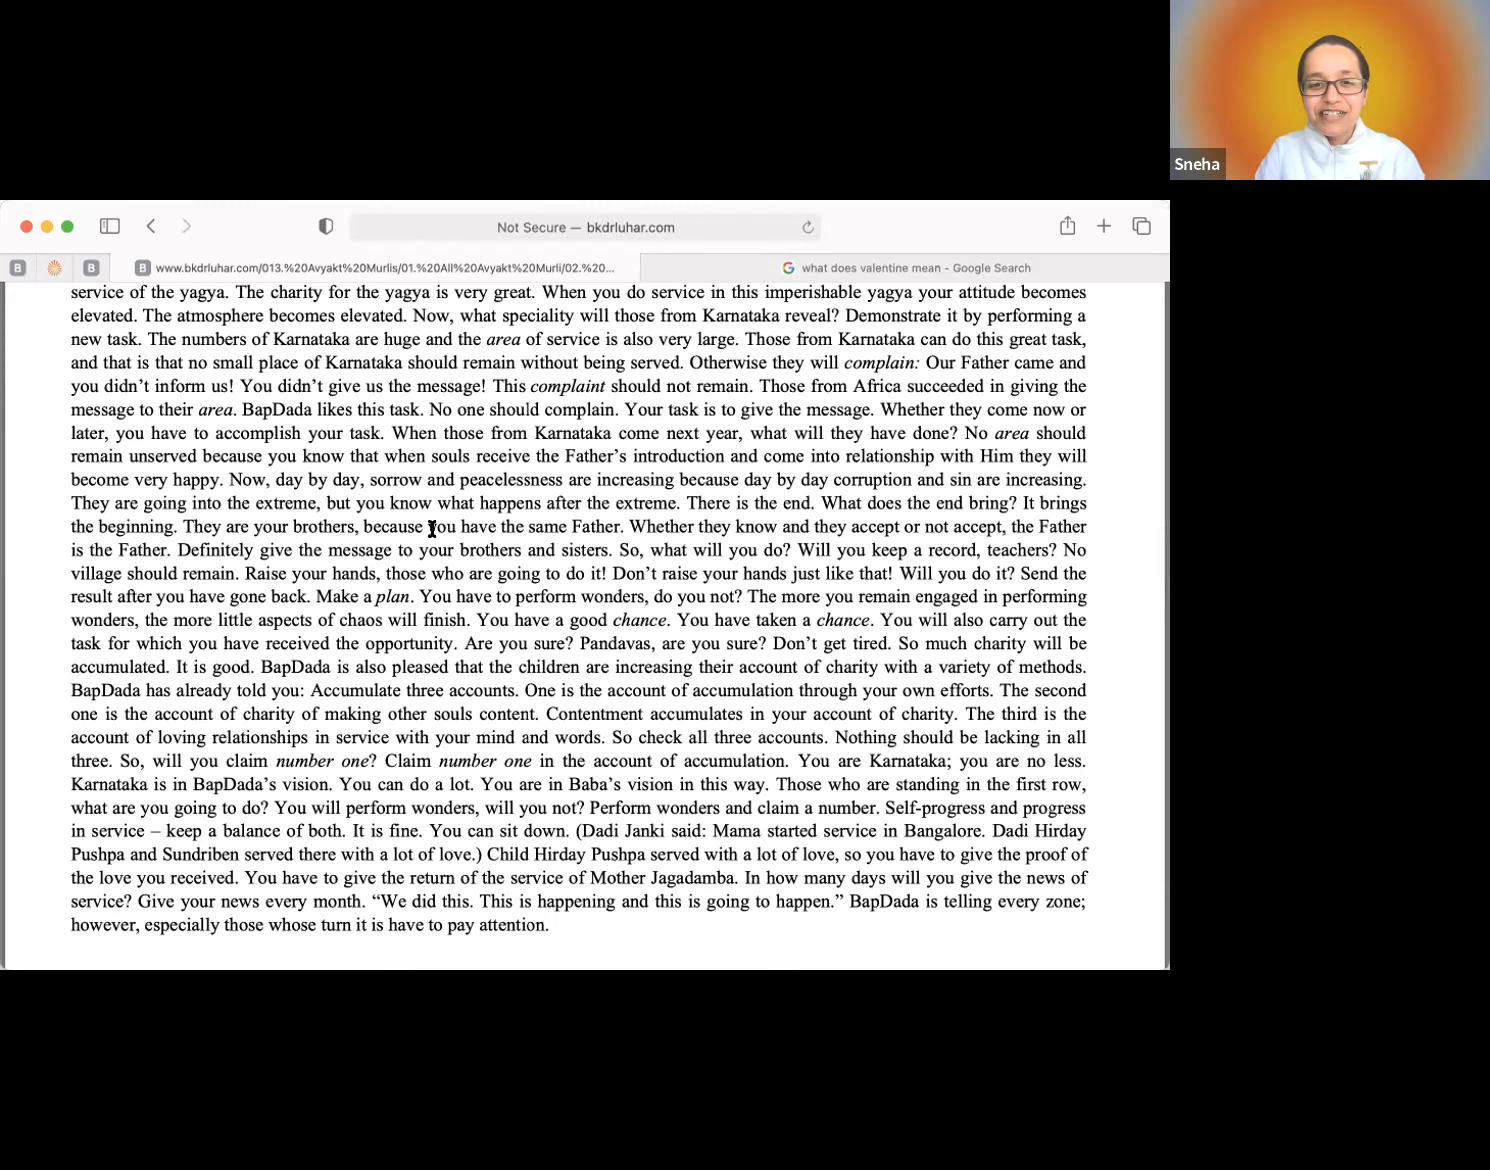 Sneha
Not Secure — bkdrluhar.com
B
B
B www.bkdrluhar.com/013.%20Avyakt%20Murlis/01.%20All%20Avyakt%20Murli/02.%20...
G what does valentine mean - Google Search
service of the yagya. The charity for the yagya is very great. When you do service in this imperishable yagya your attitude becomes
elevated. The atmosphere becomes elevated. Now, what speciality will those from Karnataka reveal? Demonstrate it by performing a
new task. The numbers of Karnataka are huge and the area of service is also very large. Those from Karnataka can do this great task,
and that is that no small place of Karnataka should remain without being served. Otherwise they will complain: Our Father came and
you didn't inform us! You didn't give us the message! This complaint should not remain. Those from Africa succeeded in giving the
message to their area. BapDada likes this task. No one should complain. Your task is to give the message. Whether they come now or
later, you have to accomplish your task. When those from Karnataka come next year, what will they have done? No area should
remain unserved because you know that when souls receive the Father's introduction and come into relationship with Him they will
become very happy. Now, day by day, sorrow and peacelessness are increasing because day by day corruption and sin are increasing.
They are going into the extreme, but you know what happens after the extreme. There is the end. What does the end bring? It brings
the beginning. They are your brothers, because you have the same Father. Whether they know and they accept or not accept, the Father
is the Father. Definitely give the message to your brothers and sisters. So, what will you do? Will you keep a record, teachers? No
village should remain. Raise your hands, those who are going to do it! Don't raise your hands just like that! Will you do it? Send the
result after you have gone back. Make a plan. You have to perform wonders, do you not? The more you remain engaged in performing
wonders, the more little aspects of chaos will finish. You have a good chance. You have taken a chance. You will also carry out the
task for which you have received the opportunity. Are you sure? Pandavas, are you sure? Don't get tired. So much charity will be
accumulated. It is good. BapDada is also pleased that the children are increasing their account of charity with a variety of methods.
BapDada has already told you: Accumulate three accounts. One is the account of accumulation through your own efforts. The second
one is the account of charity of making other souls content. Contentment accumulates in your account of charity. The third is the
account of loving relationships in service with your mind and words. So check all three accounts. Nothing should be lacking in all
three. So, will you claim number one? Claim number one in the account of accumulation. You are Karnataka; you are no less.
Karnataka is in BapDada's vision. You can do a lot. You are in Baba's vision in this way. Those who are standing in the first row,
what are you going to do? You will perform wonders, will you not? Perform wonders and claim a number. Self-progress and progress
in service – keep a balance of both. It is fine. You can sit down. (Dadi Janki said: Mama started service in Bangalore. Dadi Hirday
Pushpa and Sundriben served there with a lot of love.) Child Hirday Pushpa served with a lot of love, so you have to give the proof of
the love you received. You have to give the return of the service of Mother Jagadamba. In how many days will you give the news of
service? Give your news every month. “We did this. This is happening and this is going to happen.” BapDada is telling every zone;
however, especially those whose turn it is have to pay attention.